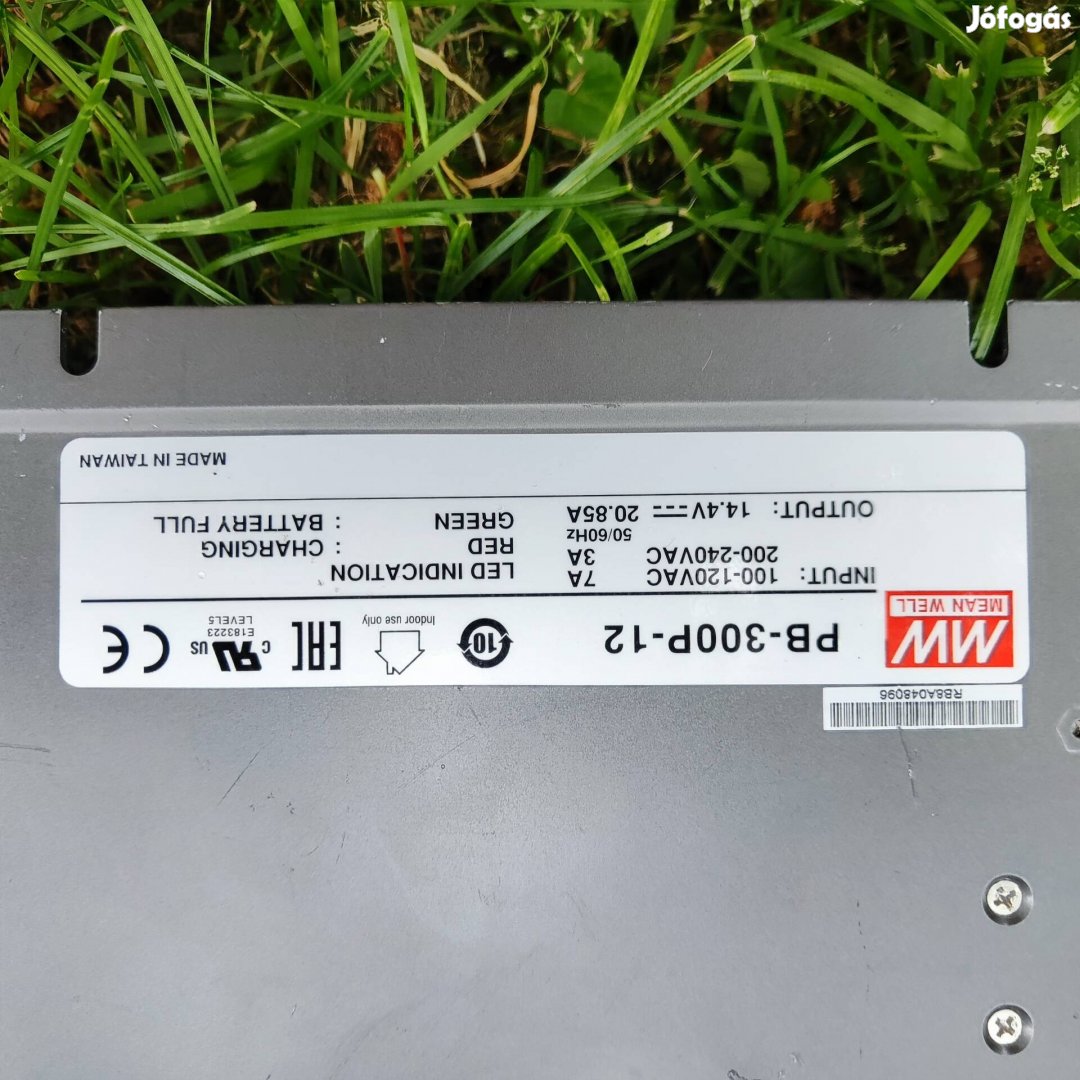 Jófogás
MW
MEAN WELL
PB-300P-12
10
Indoor use only
EAC
c RU US
E183223
LEVEL5
CE
INPUT: 100-120VAC 7A
200-240VAC 3A
50/60Hz
OUTPUT: 14.4V 20.85A
LED INDICATION
RED : CHARGING
GREEN : BATTERY FULL
MADE IN TAIWAN
RB8A048096